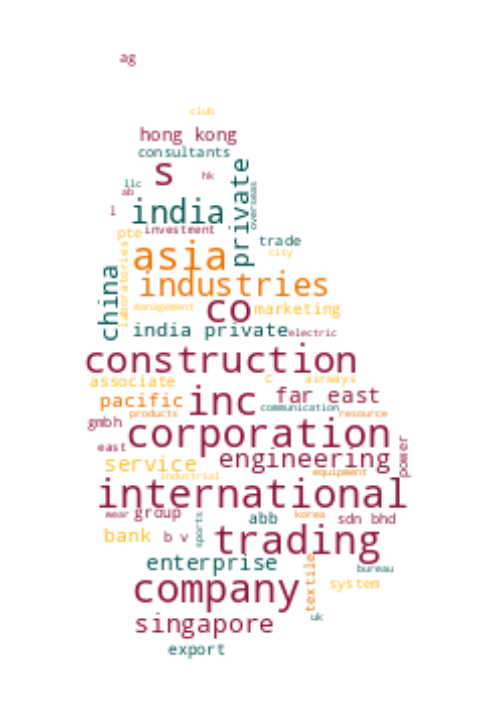 ag
club
hong kong
consultants
s
hk
llc
ab
private
overseas
l
india
investment
pte
trade
laboratories
asia
city
china
industries
management
co
marketing
india private
electric
construction
associate
c
airways
pacific
inc
far east
products
communication
resource
gmbh
corporation
power
east
engineering
service
industrial
equipment
international
wear
group
sports
abb
korea
sdn bhd
bank
b v
trading
enterprise
textile
bureau
company
system
uk
singapore
export